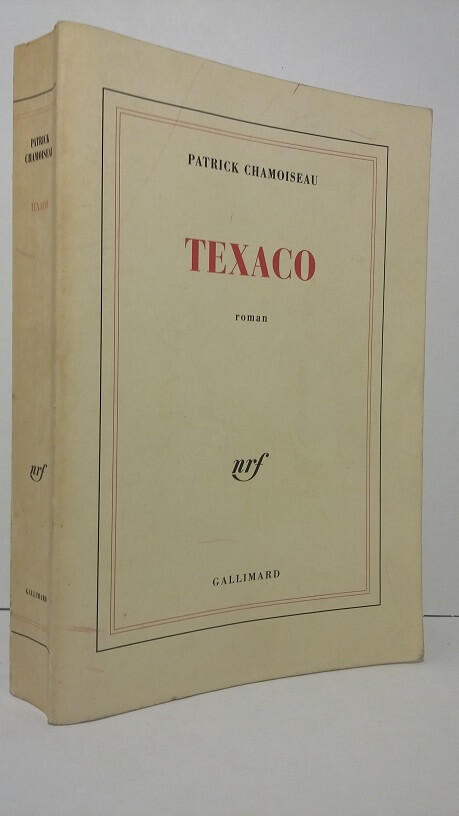 PATRICK
CHAMOISEAU
TEXACO
nrf
GALLIMARD
PATRICK CHAMOISEAU
TEXACO
roman
nrf
GALLIMARD